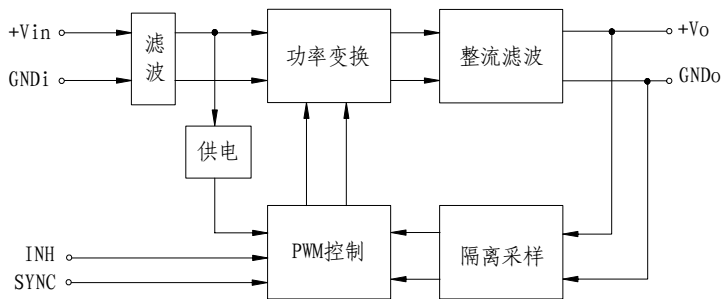 +Vin
滤波
功率变换
整流滤波
+Vo
GNDi
GNDo
供电
PWM控制
隔离采样
INH
SYNC